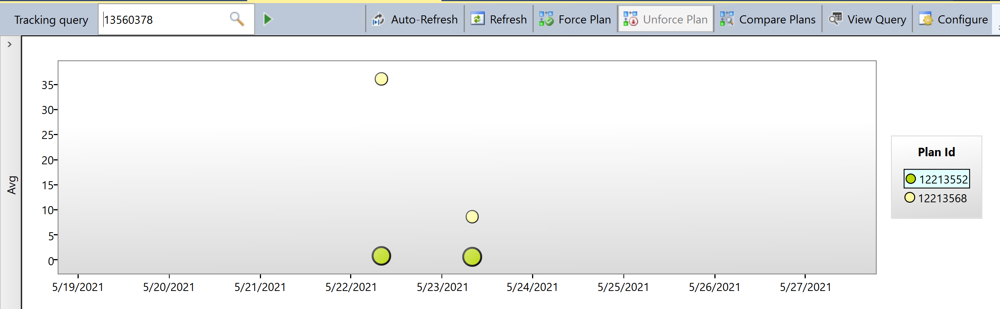 Tracking query 13560378 Auto-Refresh Refresh Force Plan Unforce Plan Compare Plans View Query Configure
Avg
35
30
25
20
15
10
5
0
5/19/2021 5/20/2021 5/21/2021 5/22/2021 5/23/2021 5/24/2021 5/25/2021 5/26/2021 5/27/2021
Plan Id
12213552
12213568